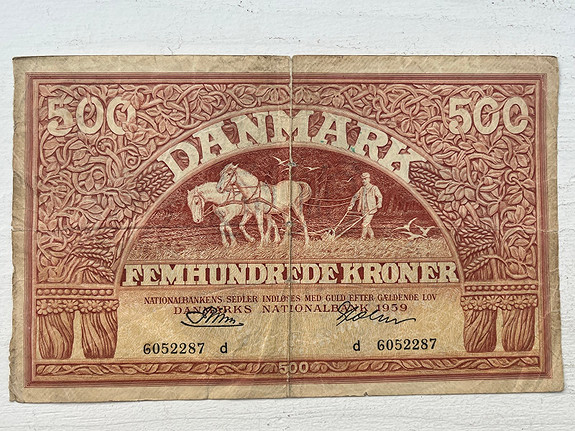 500 500
DANMARK
FEMHUNDREDE KRONER
NATIONALBANKENS SEDLER INDLØSES MED GULD EFTER GÆLDENDE LOV
DANMARKS NATIONALBANK 1959
6052287 d d 6052287
500